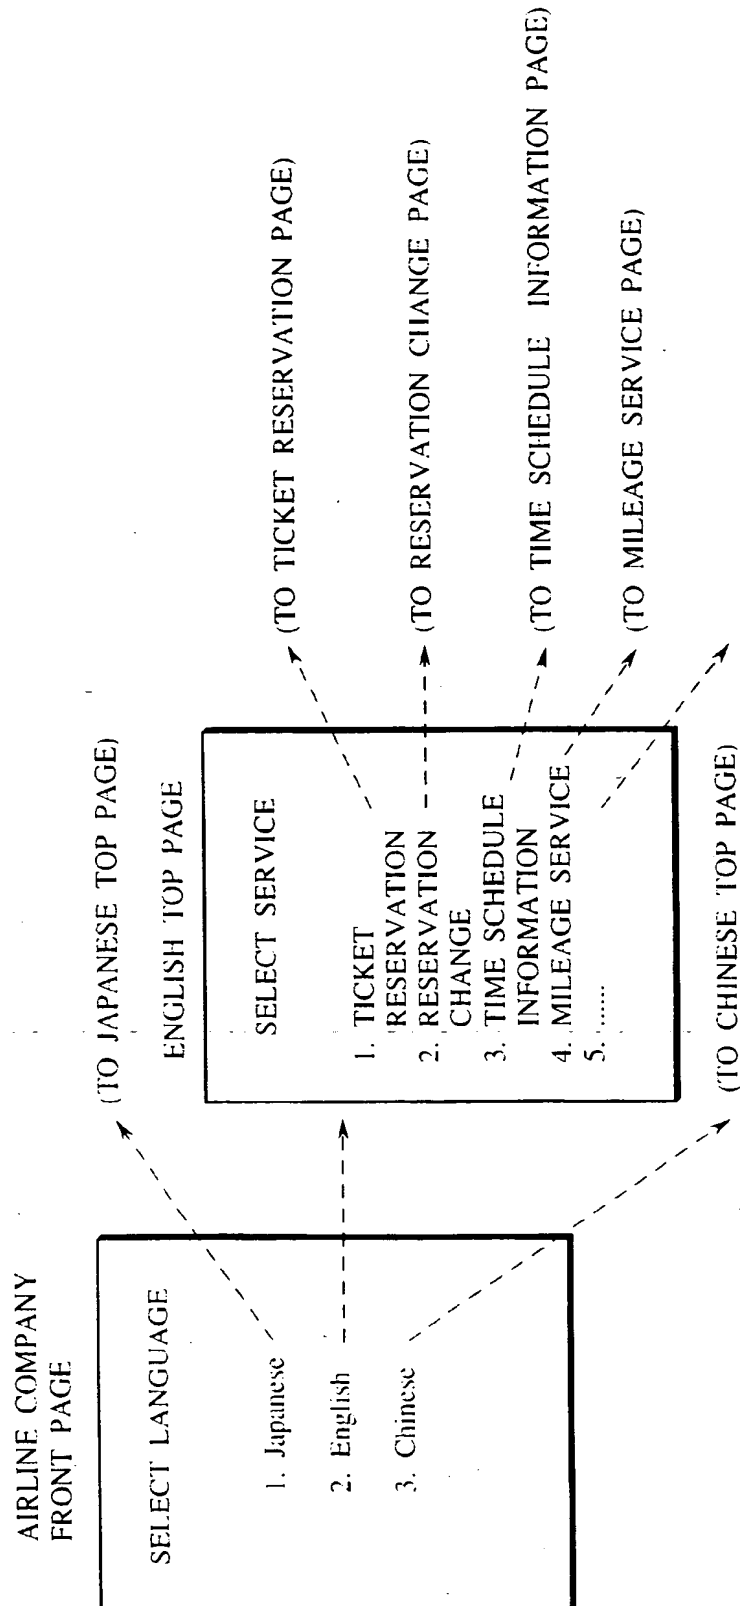 AIRLINE COMPANY
FRONT PAGE
SELECT LANGUAGE
1. Japanese
2. English
3. Chinese
(TO JAPANESE TOP PAGE)
ENGLISH TOP PAGE
SELECT SERVICE
1. TICKET
RESERVATION
2. RESERVATION
CHANGE
3. TIME SCHEDULE
INFORMATION
4. MILEAGE SERVICE
5. ......
(TO CHINESE TOP PAGE)
(TO TICKET RESERVATION PAGE)
(TO RESERVATION CHANGE PAGE)
(TO TIME SCHEDULE INFORMATION PAGE)
(TO MILEAGE SERVICE PAGE)